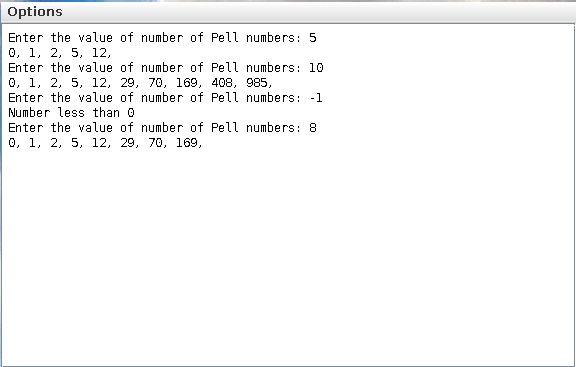 Options
Enter the value of number of Pell numbers: 5
0, 1, 2, 5, 12,
Enter the value of number of Pell numbers: 10
0, 1, 2, 5, 12, 29, 70, 169, 408, 985,
Enter the value of number of Pell numbers: -1
Number less than 0
Enter the value of number of Pell numbers: 8
0, 1, 2, 5, 12, 29, 70, 169,